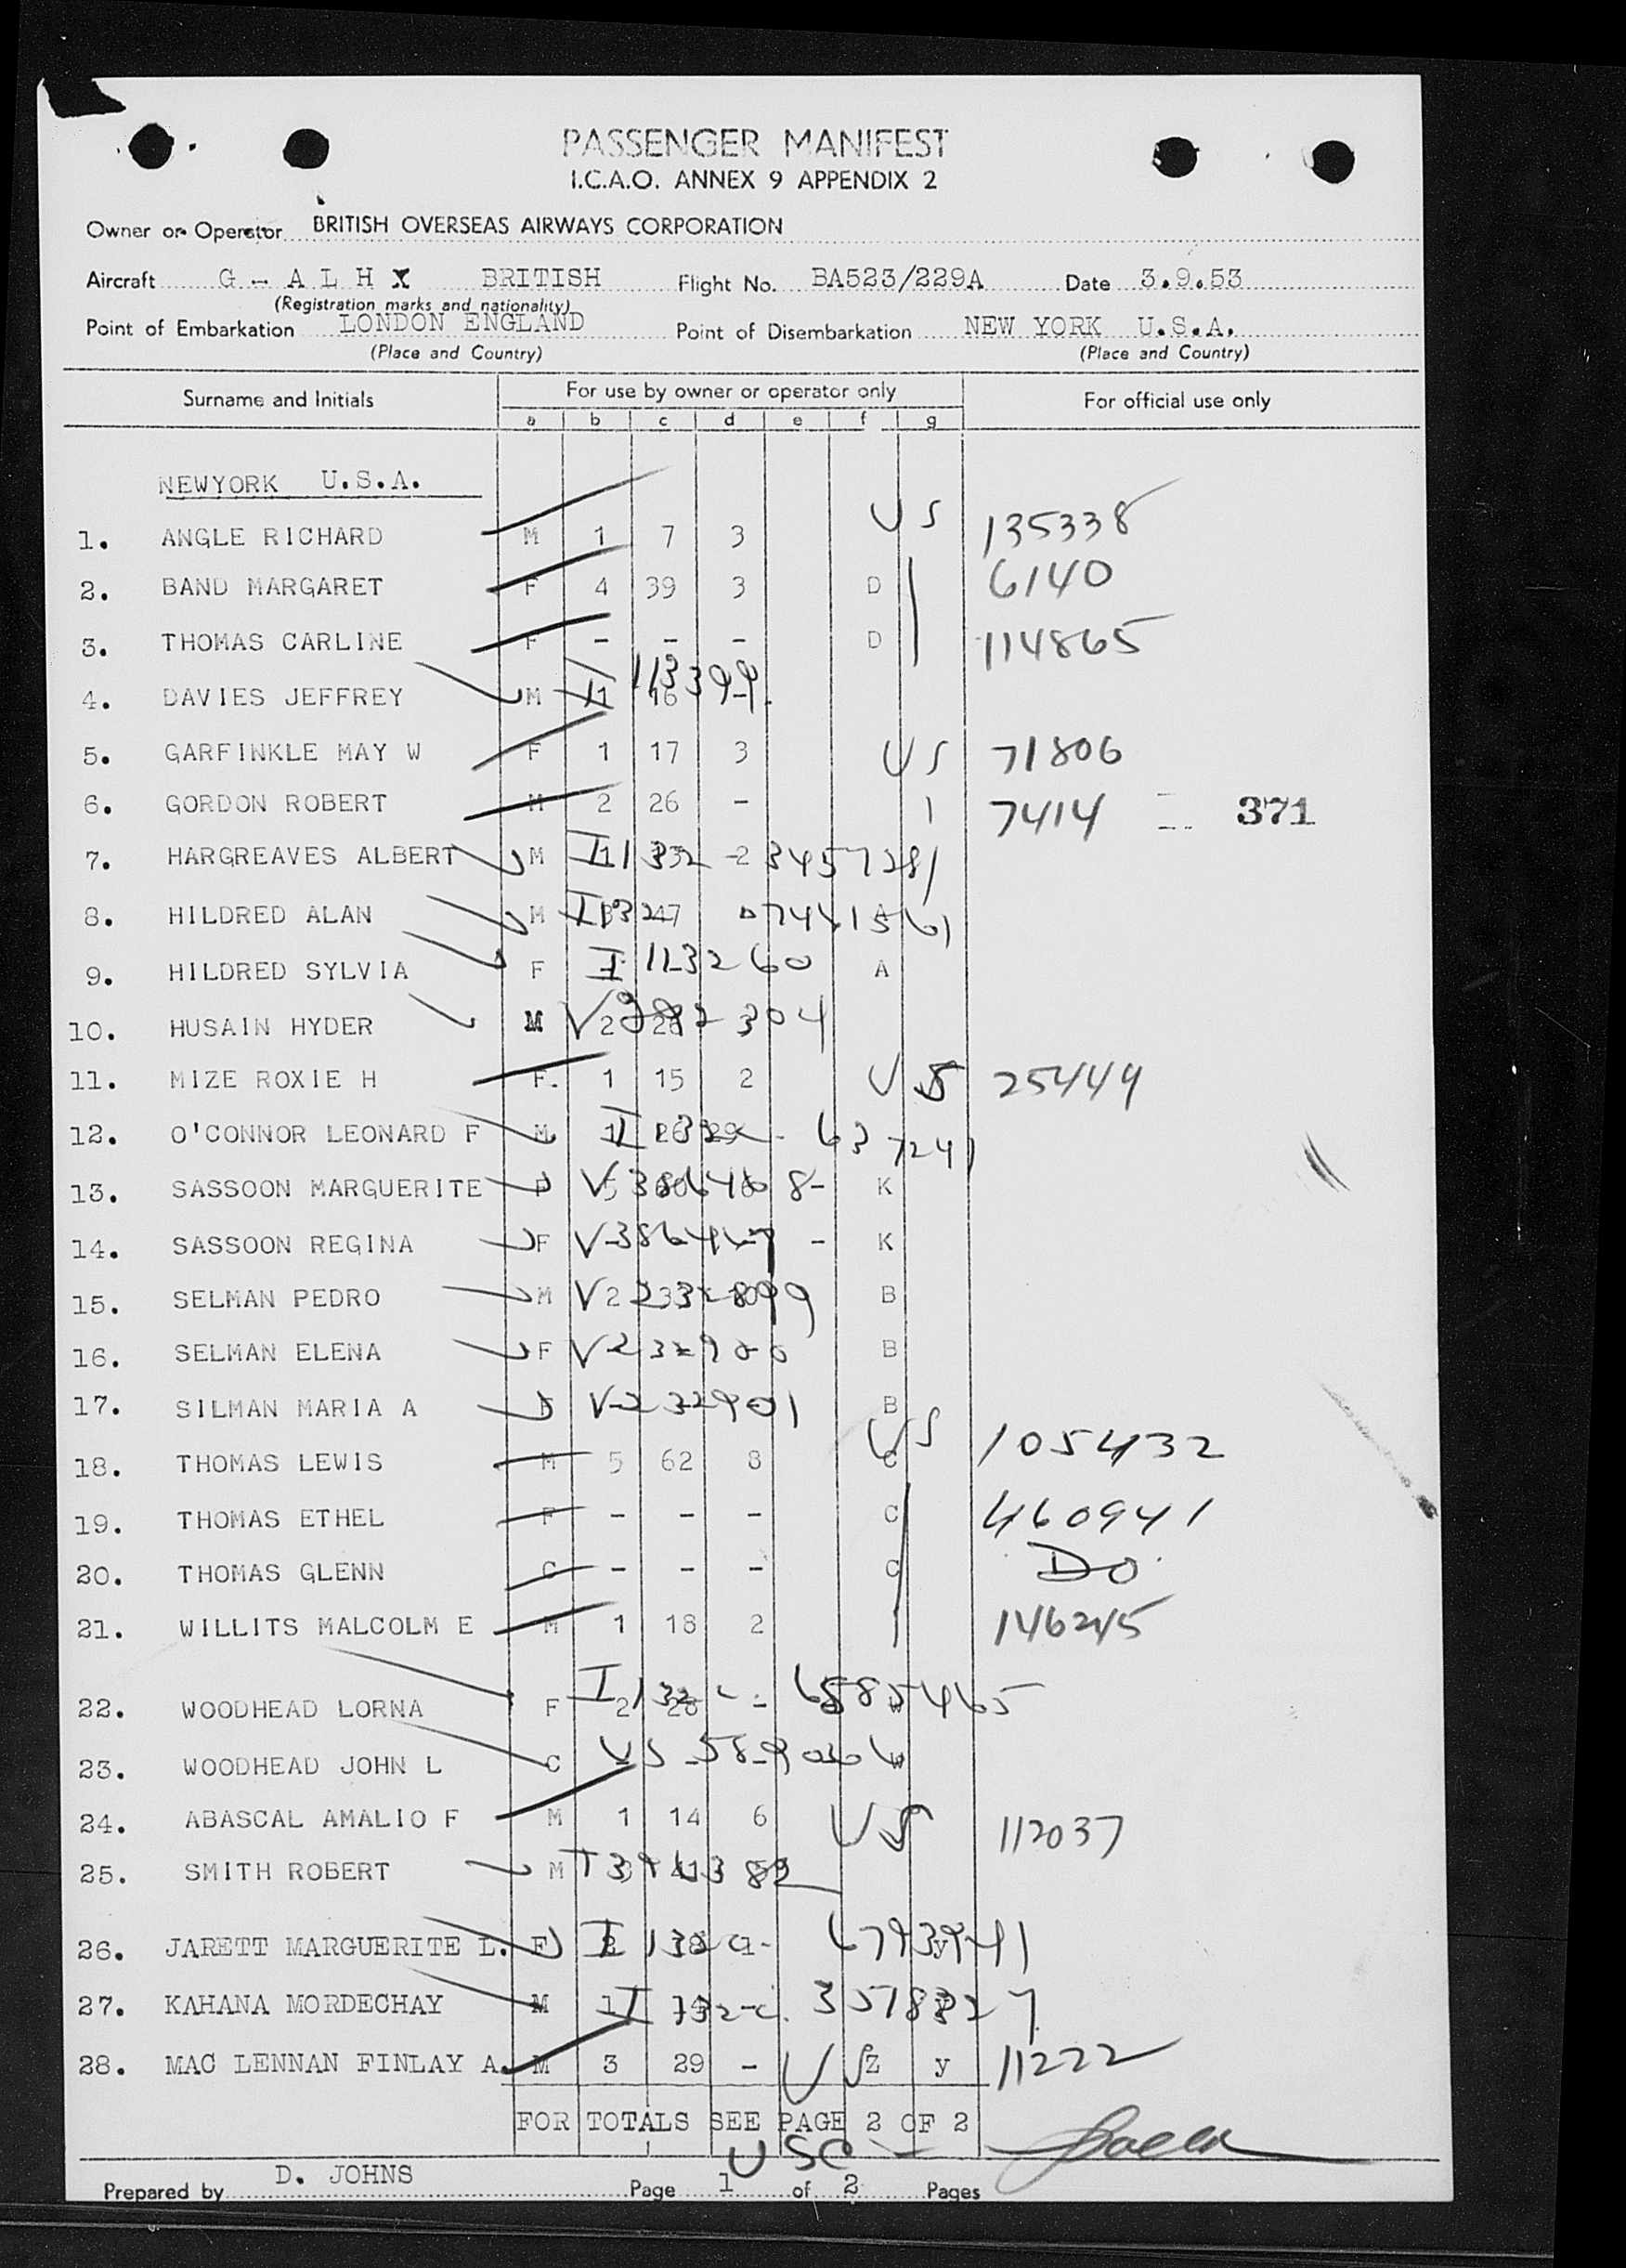 PASSENGER MANIFEST
I.C.A.O. ANNEX 9 APPENDIX 2
Owner or Operator BRITISH OVERSEAS AIRWAYS CORPORATION
Aircraft G - A L H X BRITISH Flight No. BA523/229A Date 3.9.53
(Registration marks and nationality)
Point of Embarkation LONDON ENGLAND Point of Disembarkation NEW YORK U.S.A.
(Place and Country) (Place and Country)
Surname and Initials For use by owner or operator only For official use only
a b c d e f g
NEWYORK U.S.A.
1. ANGLE RICHARD M 1 7 3 US 135338
2. BAND MARGARET F 4 39 3 D 6140
3. THOMAS CARLINE F - - - D 114865
4. DAVIES JEFFREY M 1 16 -
5. GARFINKLE MAY W F 1 17 3 US 71806
6. GORDON ROBERT M 2 26 - 7414 371
7. HARGREAVES ALBERT M
8. HILDRED ALAN M
9. HILDRED SYLVIA F A
10. HUSAIN HYDER M
11. MIZE ROXIE H F. 1 15 2 US 25449
12. O'CONNOR LEONARD F M
13. SASSOON MARGUERITE K
14. SASSOON REGINA F K
15. SELMAN PEDRO M B
16. SELMAN ELENA F V-232900 B
17. SILMAN MARIA A V-232901 B
18. THOMAS LEWIS M 5 62 8 US C 105432
19. THOMAS ETHEL F - - - C 460941
20. THOMAS GLENN C - - - C DO
21. WILLITS MALCOLM E M 1 18 2 146245
22. WOODHEAD LORNA F
23. WOODHEAD JOHN L C W
24. ABASCAL AMALIO F M 1 14 6 US 112037
25. SMITH ROBERT M
26. JARETT MARGUERITE L. F
27. KAHANA MORDECHAY M
28. MAC LENNAN FINLAY A. M 3 29 - US Z y 11222
FOR TOTALS SEE PAGE 2 OF 2
USC
Prepared by D. JOHNS Page 1 of 2 Pages